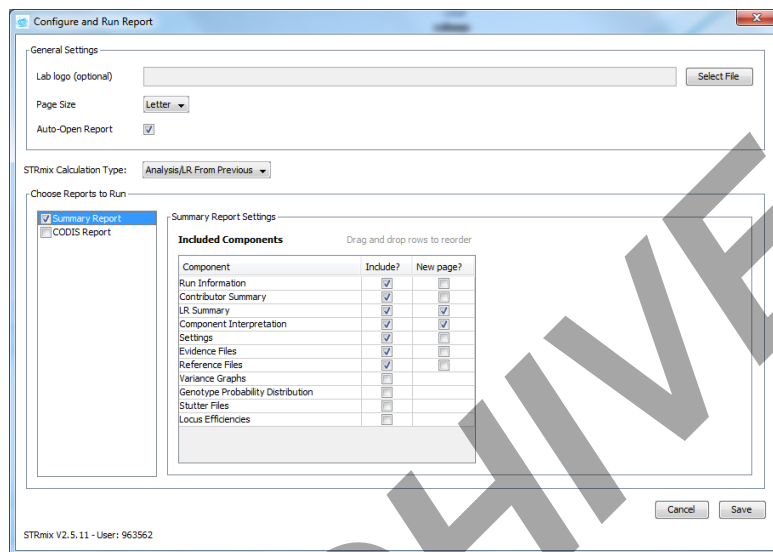 Configure and Run Report
General Settings
Lab logo (optional)
Select File
Page Size
Letter
Auto-Open Report
STRmix Calculation Type:
Analysis/LR From Previous
Choose Reports to Run
Summary Report
CODIS Report
Summary Report Settings
Included Components Drag and drop rows to reorder
Component Include? New page?
Run Information
Contributor Summary
LR Summary
Component Interpretation
Settings
Evidence Files
Reference Files
Variance Graphs
Genotype Probability Distribution
Stutter Files
Locus Efficiencies
Cancel Save
STRmix V2.5.11 - User: 963562